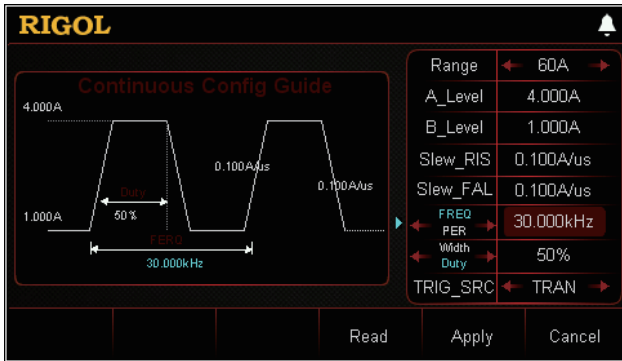 RIGOL
Continuous Config Guide
4.000A
0.100A/us
0.100A/us
Duty
50%
1.000A
FERQ
30.000kHz
Range 60A
A_Level 4.000A
B_Level 1.000A
Slew_RIS 0.100A/us
Slew_FAL 0.100A/us
FREQ
PER
30.000kHz
Width
Duty
50%
TRIG_SRC TRAN
Read Apply Cancel